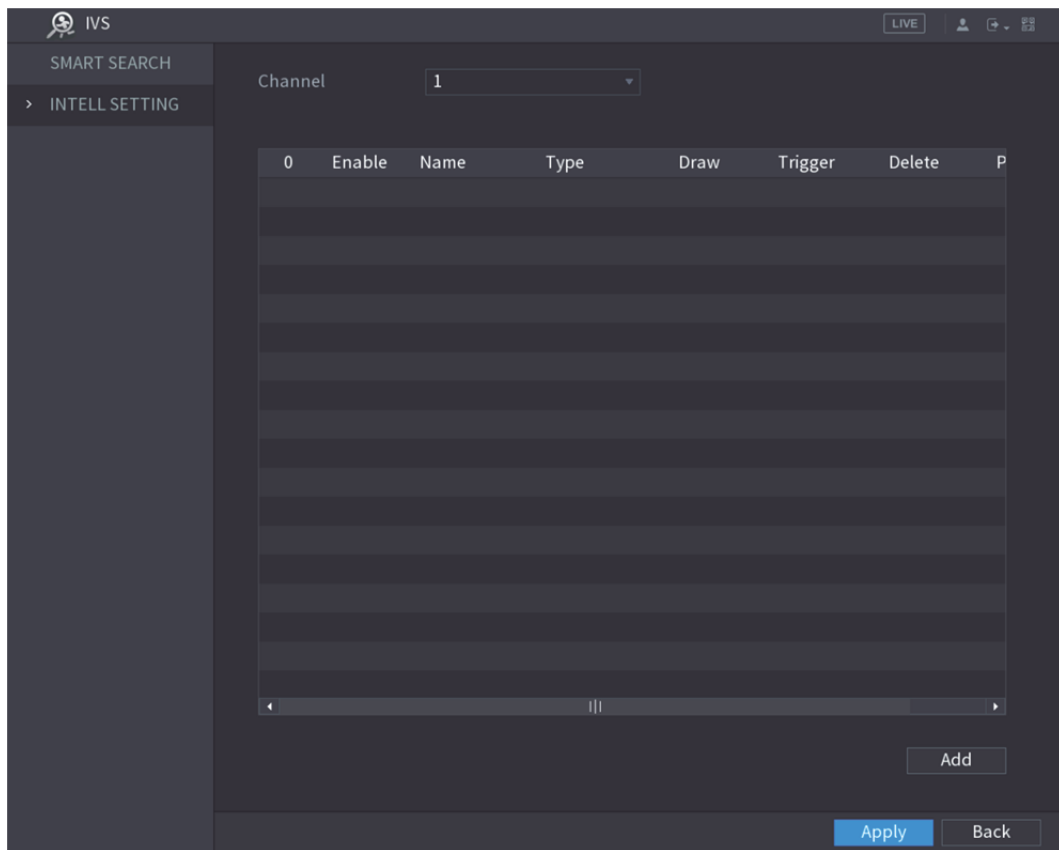 IVS LIVE
SMART SEARCH
INTELL SETTING
Channel 1
0 Enable Name Type Draw Trigger Delete P
Add
Apply Back